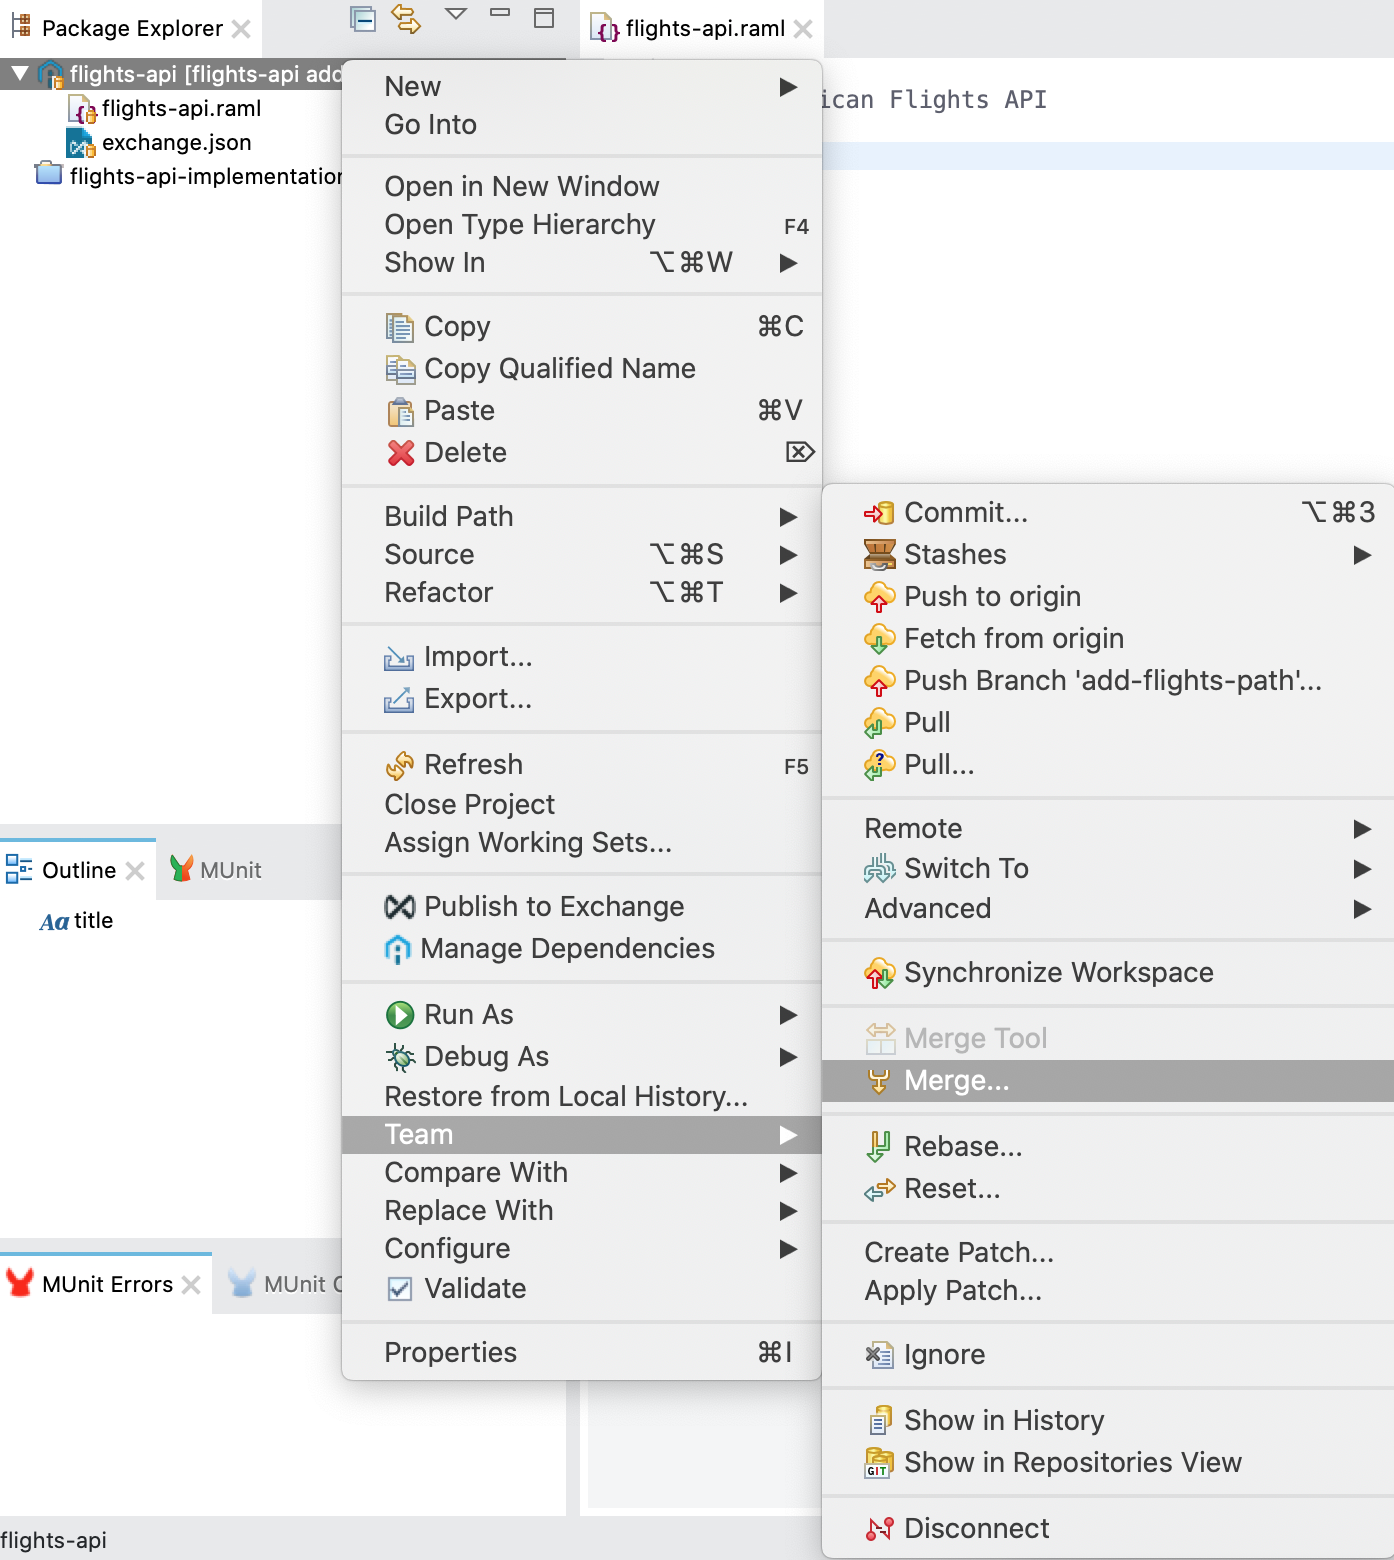 Package Explorer
flights-api.raml
flights-api [flights-api add
flights-api.raml
exchange.json
flights-api-implementation
ican Flights API
New
Go Into
Open in New Window
Open Type Hierarchy F4
Show In ⌥⌘W
Copy ⌘C
Copy Qualified Name
Paste ⌘V
Delete ⌦
Build Path
Source ⌥⌘S
Refactor ⌥⌘T
Import...
Export...
Refresh F5
Close Project
Assign Working Sets...
Publish to Exchange
Manage Dependencies
Run As
Debug As
Restore from Local History...
Team
Compare With
Replace With
Configure
Validate
Properties ⌘I
Commit... ⌥⌘3
Stashes
Push to origin
Fetch from origin
Push Branch 'add-flights-path'...
Pull
Pull...
Remote
Switch To
Advanced
Synchronize Workspace
Merge Tool
Merge...
Rebase...
Reset...
Create Patch...
Apply Patch...
Ignore
Show in History
GIT Show in Repositories View
Disconnect
Outline
MUnit
Aa title
MUnit Errors
MUnit C
flights-api